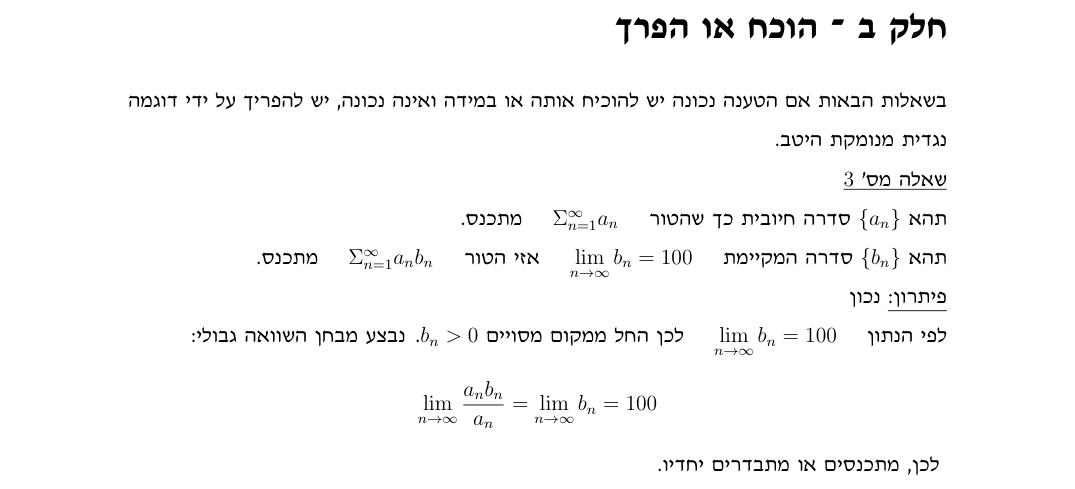 חלק ב - הוכח או הפרך
בשאלות הבאות אם הטענה נכונה יש להוכיח אותה או במידה ואינה נכונה, יש להפריך על ידי דוגמה
נגדית מנומקת היטב.
שאלה מס' 3
תהא {a_n} סדרה חיובית כך שהטור Σ_{n=1}^∞ a_n מתכנס.
תהא {b_n} סדרה המקיימת lim_{n→∞} b_n = 100 אזי הטור Σ_{n=1}^∞ a_n b_n מתכנס.
פיתרון: נכון
לפי הנתון lim_{n→∞} b_n = 100 לכן החל ממקום מסויים b_n > 0. נבצע מבחן השוואה גבולי:
lim_{n→∞} \frac{a_n b_n}{a_n} = lim_{n→∞} b_n = 100
לכן, מתכנסים או מתבדרים יחדיו.